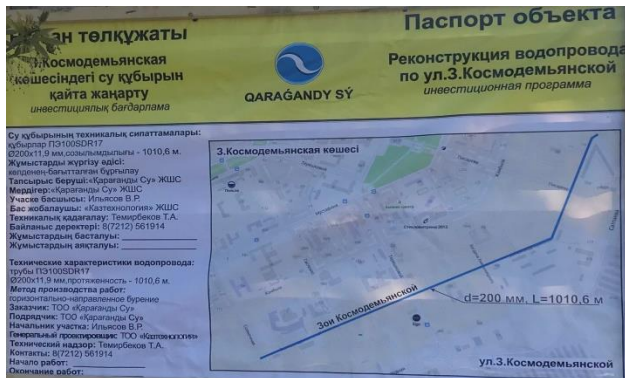 төлқұжаты
З.Космодемьянская
көшесіндегі су құбырын
қайта жаңарту
инвестициялық бағдарлама
QARAǴANDY SÝ
Паспорт объекта
Реконструкция водопровода
по ул.З.Космодемьянской
инвестиционная программа
Су құбырының техникалық сипаттамалары:
құбырлар ПЭ100SDR17
Ø200х11,9 мм,созылымдылығы - 1010,6 м.
Жұмыстарды жүргізу әдісі:
көлденең-бағытталған бұрғылау
Тапсырыс Беруші:«Қарағанды Су» ЖШС
Мердігер:«Қарағанды Су» ЖШС
Учаске басшысы: Ильясов В.Р.
Бас жобалаушы: «Казтехнология» ЖШС
Техникалық қадағалау: Темирбеков Т.А.
Байланыс деректері: 8(7212) 561914
Жұмыстардың басталуы:
Жұмыстардың аяқталуы:
Технические характеристики водопровода:
трубы ПЭ100SDR17
Ø200х11,9 мм,протяженность - 1010,6 м.
Метод производства работ:
горизонтально-направленное бурение
Заказчик: ТОО «Қарағанды Су»
Подрядчик: ТОО «Қарағанды Су»
Начальник участка: Ильясов В.Р.
Генеральный проектировщик: ТОО «Казтехнология»
Технический надзор: Темирбеков Т.А.
Контакты: 8(7212) 561914
Начало работ:
Окончание работ:
З.Космодемьянская көшесі
Зои Космодемьянской
d=200 мм, L=1010,6 м
ул.З.Космодемьянской